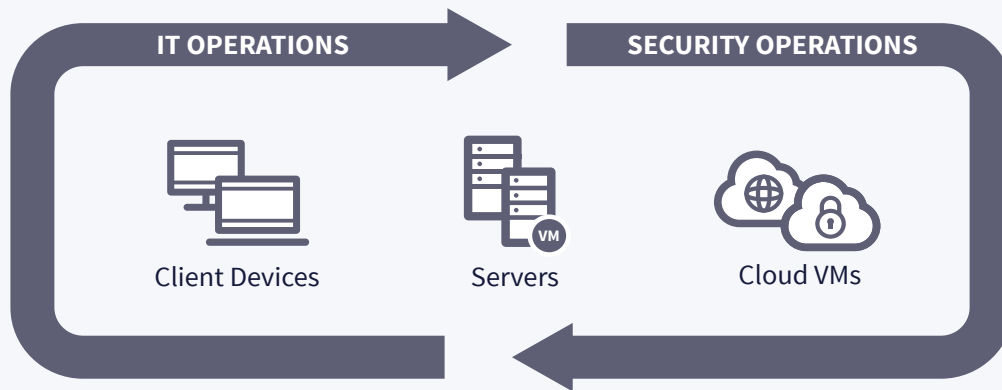 IT OPERATIONS
SECURITY OPERATIONS
VM
Client Devices
Servers
Cloud VMs